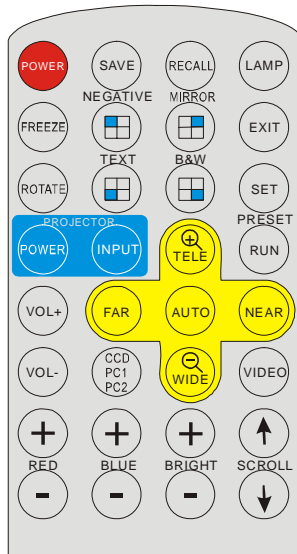 POWER SAVE RECALL LAMP
NEGATIVE MIRROR
FREEZE EXIT
TEXT B&W
ROTATE SET
PROJECTOR PRESET
POWER INPUT TELE RUN
VOL+ FAR AUTO NEAR
VOL- CCD PC1 PC2 WIDE VIDEO
+ + +
RED BLUE BRIGHT SCROLL
- - -